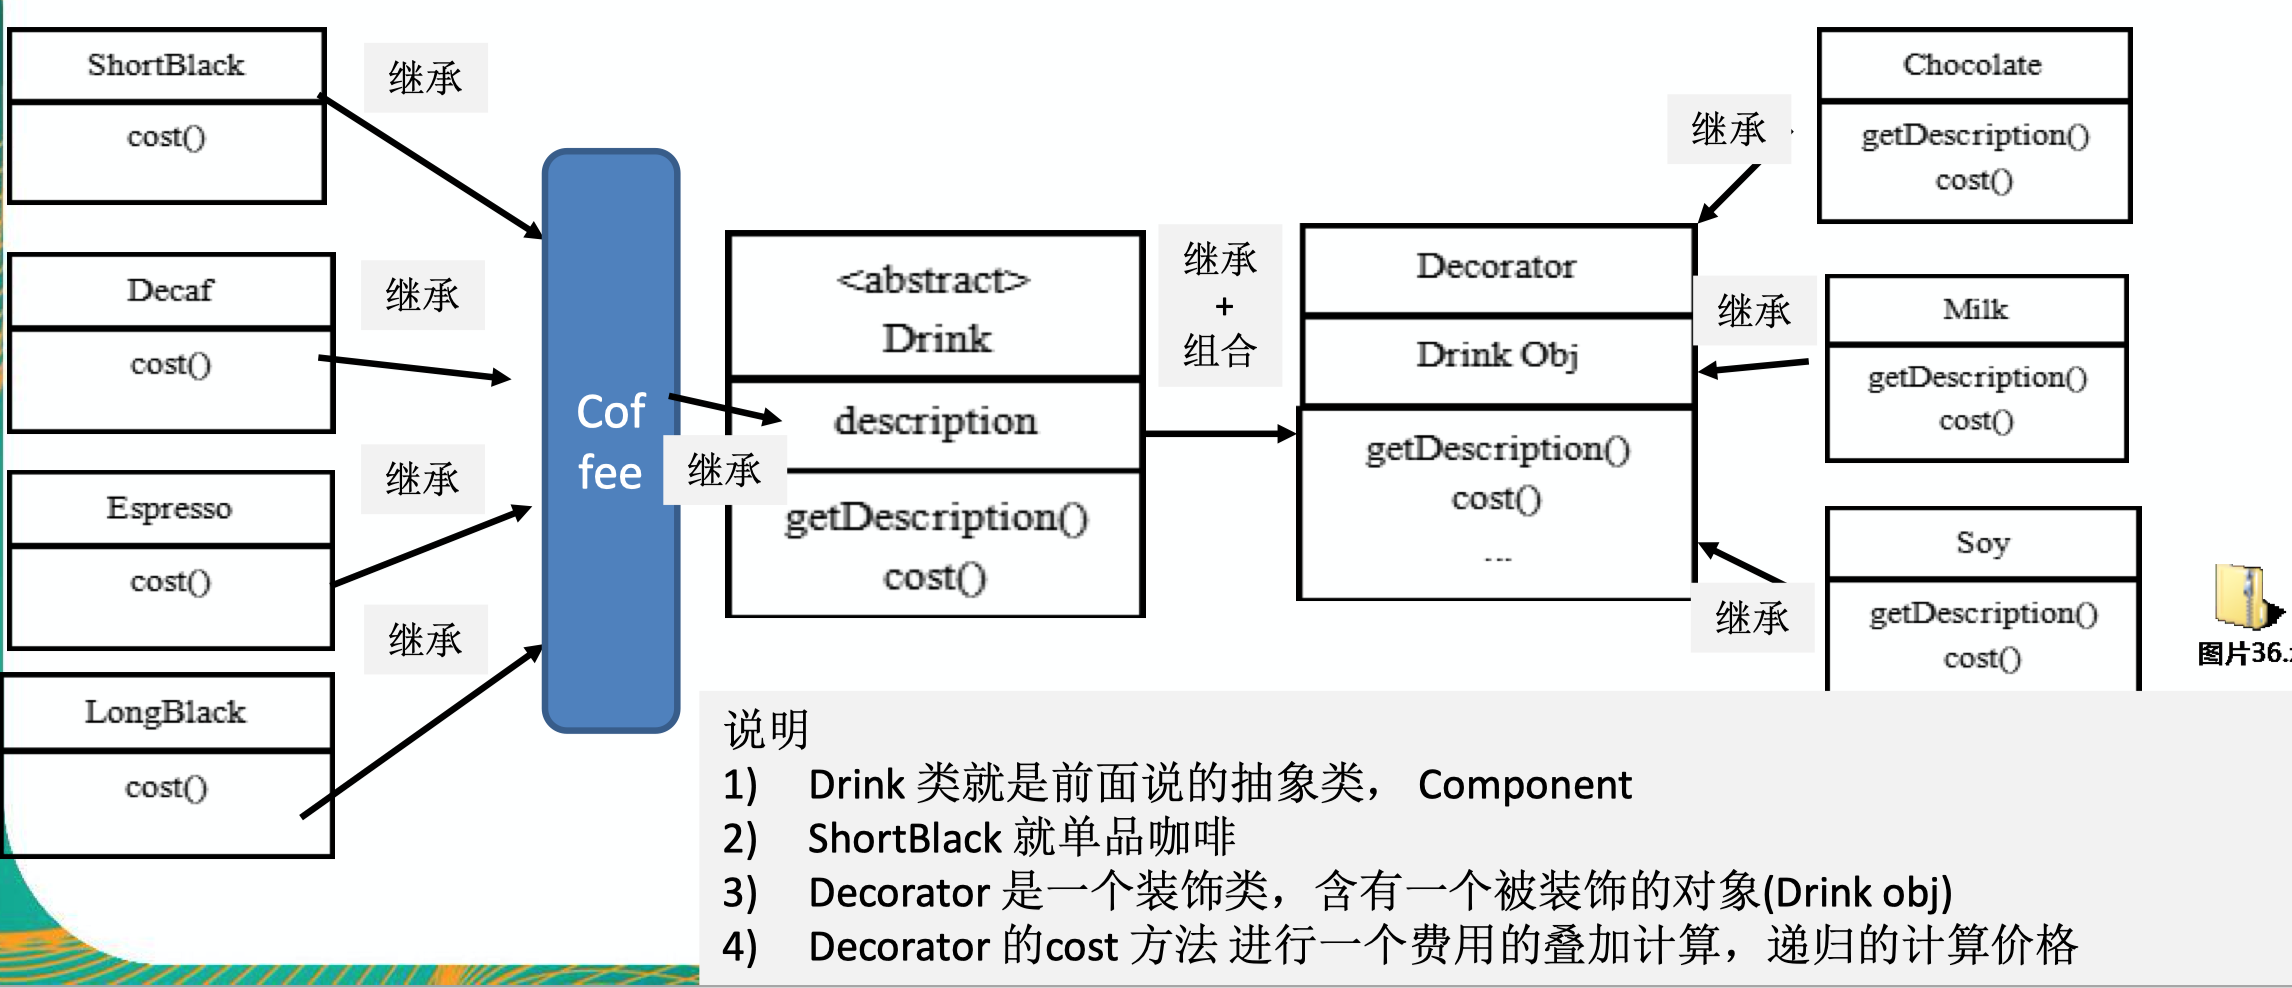 ShortBlack
cost()
继承
Decaf
cost()
继承
Espresso
cost()
继承
LongBlack
cost()
继承
Cof
fee
继承
<abstract>
Drink
description
getDescription()
cost()
继承
+
组合
Decorator
Drink Obj
getDescription()
cost()
...
继承
Chocolate
getDescription()
cost()
继承
Milk
getDescription()
cost()
继承
Soy
getDescription()
cost()
图片36.
说明
1) Drink 类就是前面说的抽象类， Component
2) ShortBlack 就单品咖啡
3) Decorator 是一个装饰类，含有一个被装饰的对象(Drink obj)
4) Decorator 的cost 方法 进行一个费用的叠加计算，递归的计算价格